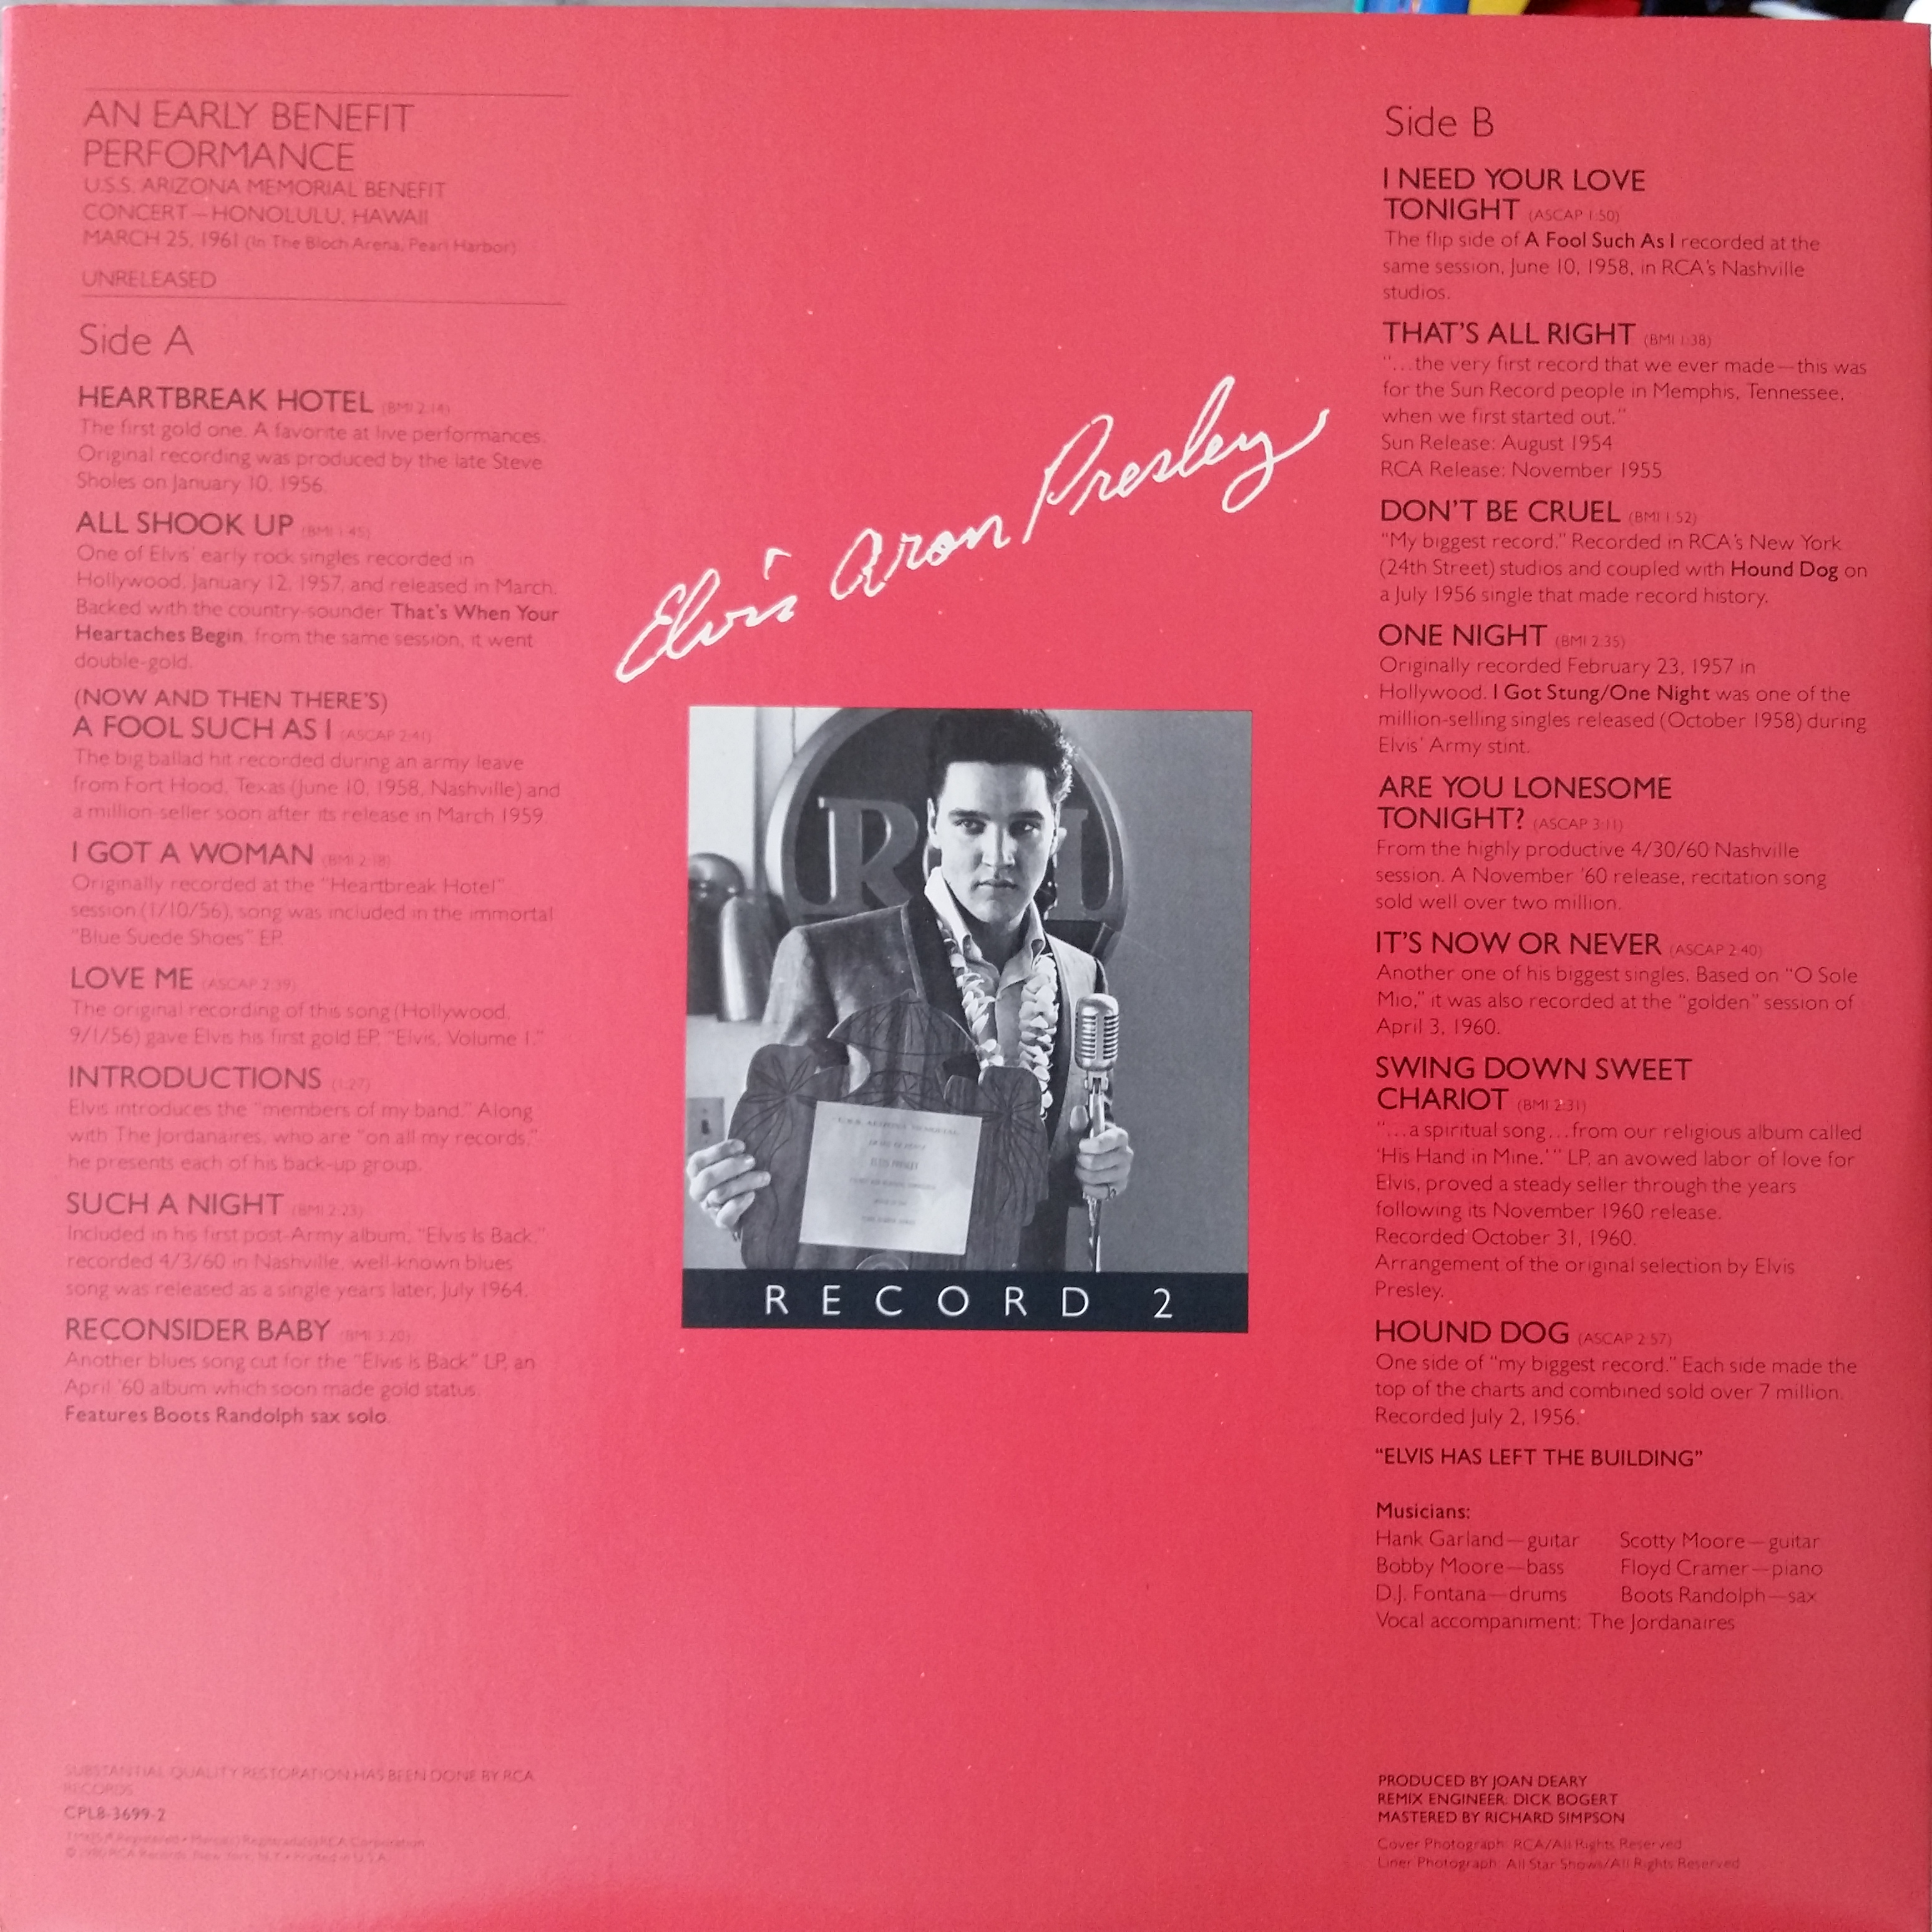 AN EARLY BENEFIT
PERFORMANCE
U.S.S. ARIZONA MEMORIAL BENEFIT
CONCERT—HONOLULU, HAWAII
MARCH 25, 1961 (In The Bloch Arena, Pearl Harbor)
UNRELEASED
Side A
HEARTBREAK HOTEL (BMI 2:14)
The first gold one. A favorite at live performances.
Original recording was produced by the late Steve
Sholes on January 10, 1956.
ALL SHOOK UP (BMI 1:45)
One of Elvis' early rock singles recorded in
Hollywood, January 12, 1957, and released in March.
Backed with the country-sounder That's When Your
Heartaches Begin, from the same session, it went
double-gold.
(NOW AND THEN THERE'S)
A FOOL SUCH AS I (ASCAP 2:41)
The big ballad hit recorded during an army leave
from Fort Hood, Texas (June 10, 1958, Nashville) and
a million-seller soon after its release in March 1959.
I GOT A WOMAN (BMI 2:18)
Originally recorded at the "Heartbreak Hotel"
session (1/10/56), song was included in the immortal
"Blue Suede Shoes" EP.
LOVE ME (ASCAP 2:39)
The original recording of this song (Hollywood,
9/1/56) gave Elvis his first gold EP, "Elvis, Volume 1."
INTRODUCTIONS (1:27)
Elvis introduces the "members of my band." Along
with The Jordanaires, who are "on all my records,"
he presents each of his back-up group.
SUCH A NIGHT (BMI 2:23)
Included in his first post-Army album, "Elvis Is Back,"
recorded 4/3/60 in Nashville, well-known blues
song was released as a single years later, July 1964.
RECONSIDER BABY (BMI 3:20)
Another blues song cut for the "Elvis Is Back" LP, an
April '60 album which soon made gold status.
Features Boots Randolph sax solo.
SUBSTANTIAL QUALITY RESTORATION HAS BEEN DONE BY RCA
RECORDS
CPL8-3699-2
TMK(S) ® Registered • Marca(s) Registrada(s) RCA Corporation
© 1980 RCA Records, New York, N.Y. • Printed in U.S.A.
Elvis Aron Presley
R
U.S.S. ARIZONA MEMORIAL
ELVIS PRESLEY
RECORD 2
Side B
I NEED YOUR LOVE
TONIGHT (ASCAP 1:50)
The flip side of A Fool Such As I recorded at the
same session, June 10, 1958, in RCA's Nashville
studios.
THAT'S ALL RIGHT (BMI 1:38)
"...the very first record that we ever made—this was
for the Sun Record people in Memphis, Tennessee,
when we first started out."
Sun Release: August 1954
RCA Release: November 1955
DON'T BE CRUEL (BMI 1:52)
"My biggest record." Recorded in RCA's New York
(24th Street) studios and coupled with Hound Dog on
a July 1956 single that made record history.
ONE NIGHT (BMI 2:35)
Originally recorded February 23, 1957 in
Hollywood. I Got Stung/One Night was one of the
million-selling singles released (October 1958) during
Elvis' Army stint.
ARE YOU LONESOME
TONIGHT? (ASCAP 3:11)
From the highly productive 4/30/60 Nashville
session. A November '60 release, recitation song
sold well over two million.
IT'S NOW OR NEVER (ASCAP 2:40)
Another one of his biggest singles. Based on "O Sole
Mio," it was also recorded at the "golden" session of
April 3, 1960.
SWING DOWN SWEET
CHARIOT (BMI 2:31)
"...a spiritual song...from our religious album called
'His Hand in Mine.'" LP, an avowed labor of love for
Elvis, proved a steady seller through the years
following its November 1960 release.
Recorded October 31, 1960.
Arrangement of the original selection by Elvis
Presley.
HOUND DOG (ASCAP 2:57)
One side of "my biggest record." Each side made the
top of the charts and combined sold over 7 million.
Recorded July 2, 1956.
"ELVIS HAS LEFT THE BUILDING"
Musicians:
Hank Garland—guitar Scotty Moore—guitar
Bobby Moore—bass Floyd Cramer—piano
D.J. Fontana—drums Boots Randolph—sax
Vocal accompaniment: The Jordanaires
PRODUCED BY JOAN DEARY
REMIX ENGINEER: DICK BOGERT
MASTERED BY RICHARD SIMPSON
Cover Photograph: RCA/All Rights Reserved
Liner Photograph: All Star Shows/All Rights Reserved